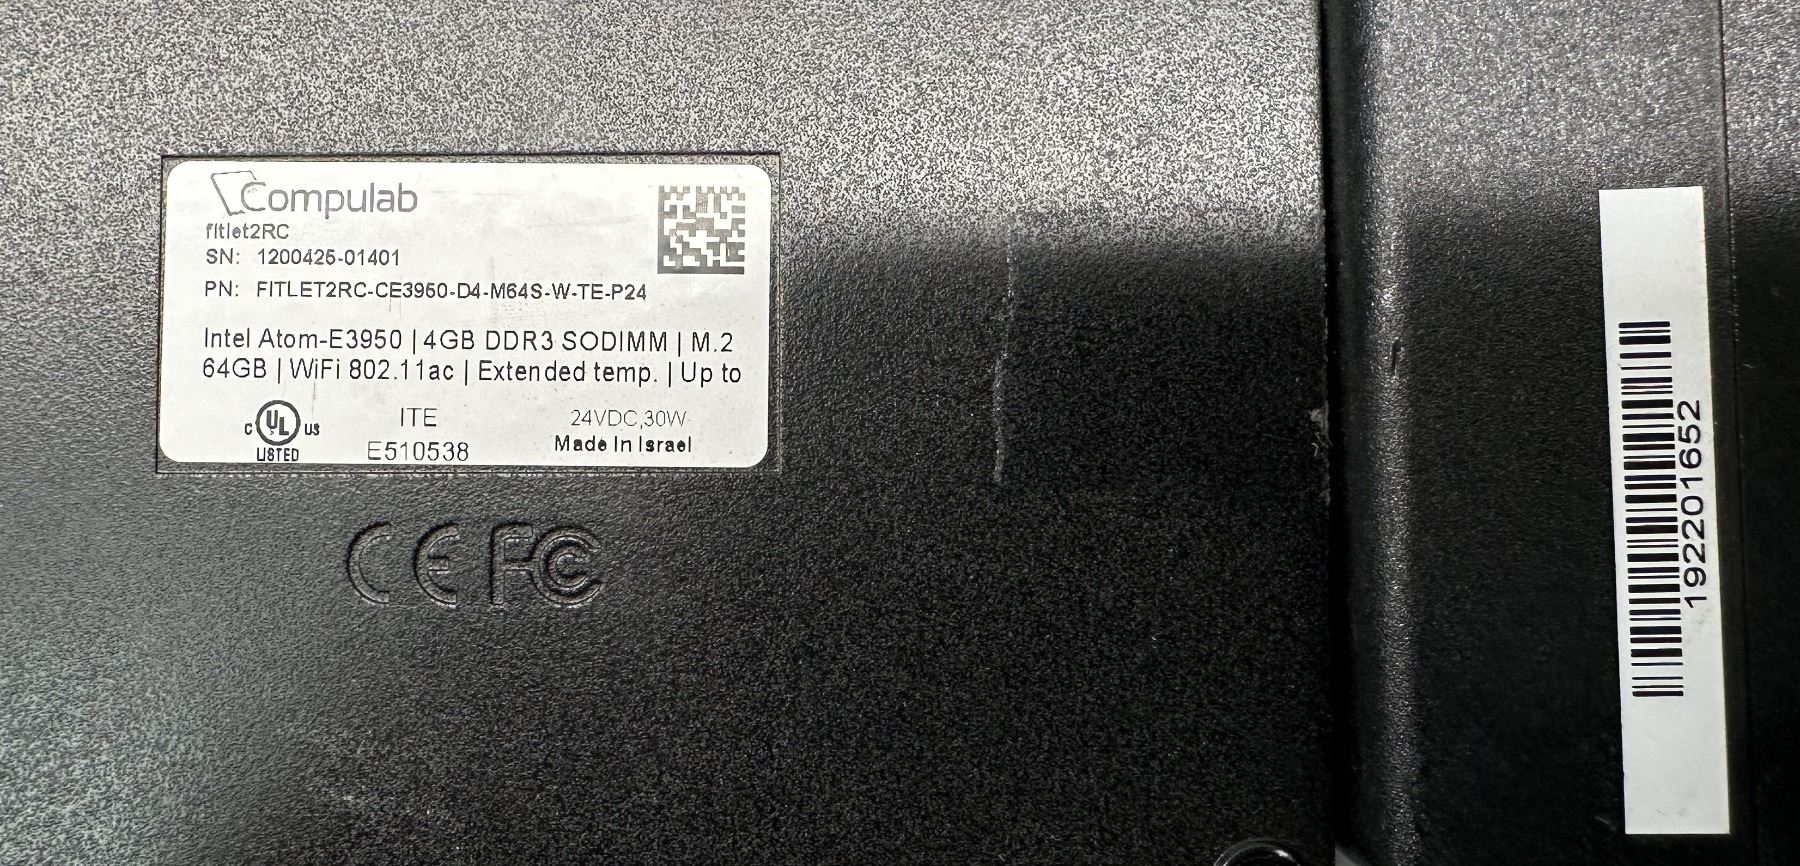 Compulab
fitlet2RC
SN: 1200425-01401
PN: FITLET2RC-CE3950-D4-M64S-W-TE-P24
Intel Atom-E3950 | 4GB DDR3 SODIMM | M.2
64GB | WiFi 802.11ac | Extended temp. | Up to
C UL US
LISTED
ITE
E510538
24VDC,30W
Made In Israel
CE FC
192201652